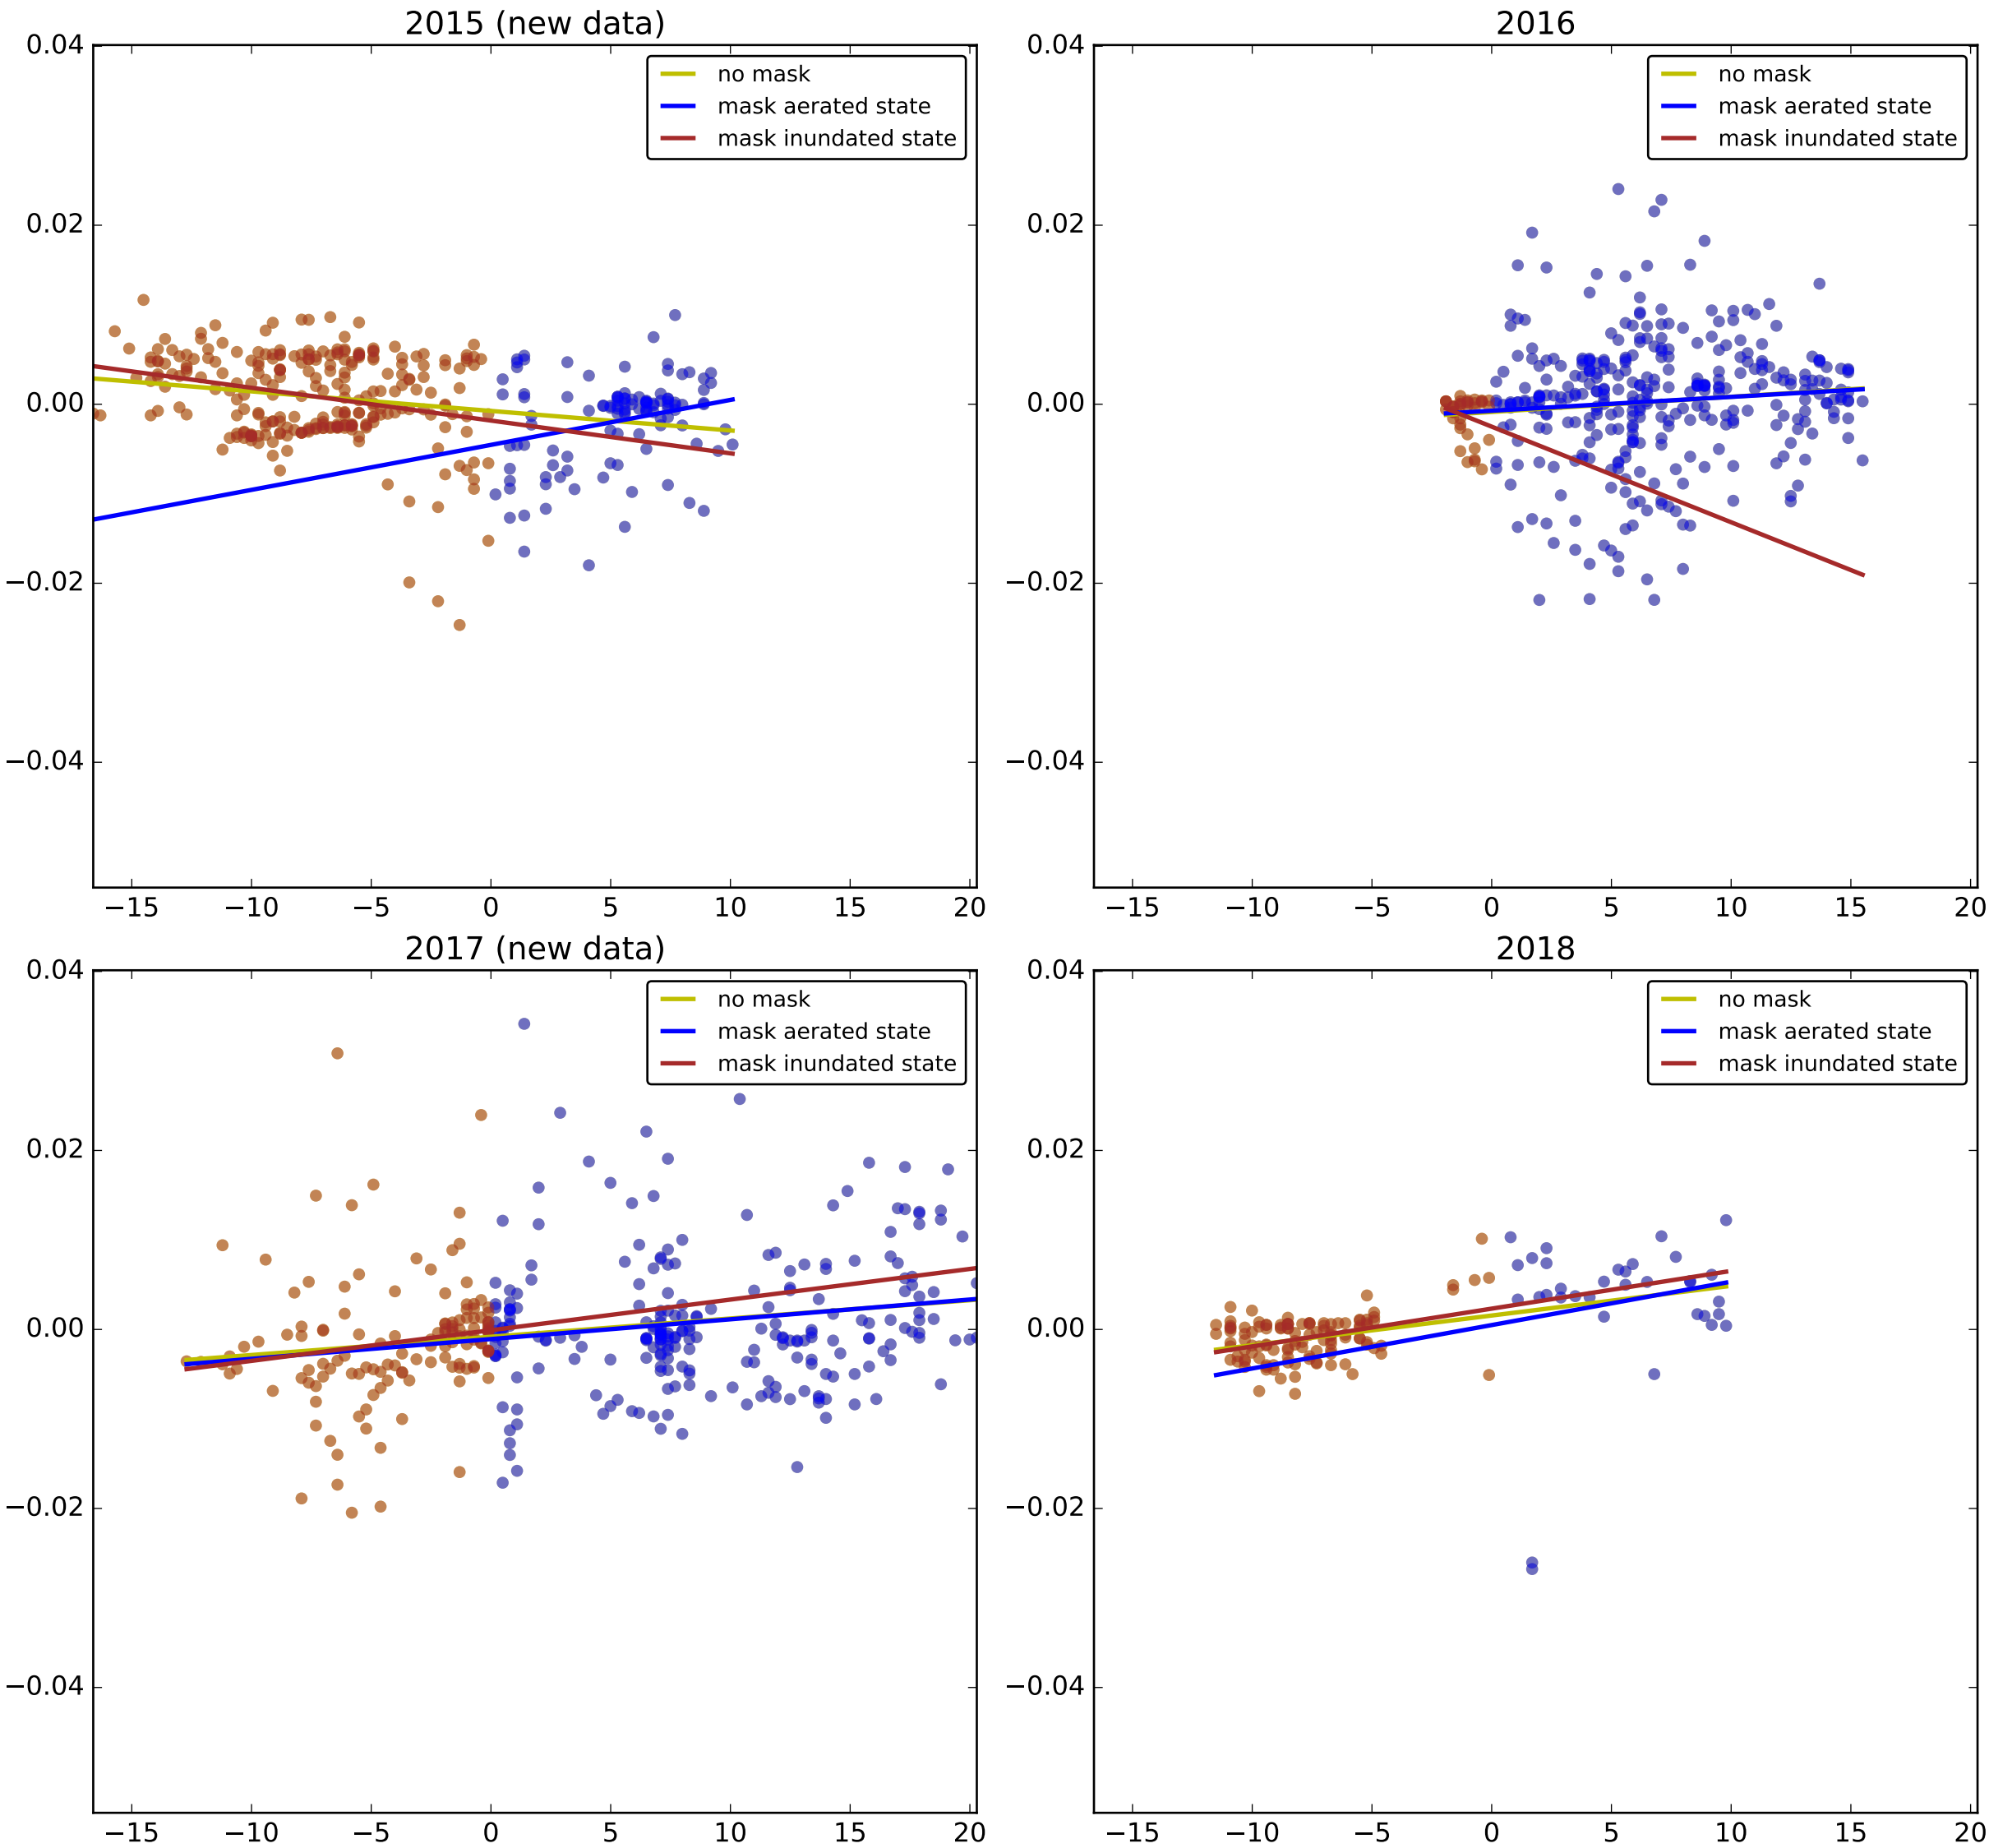 2015 (new data)
0.04
0.02
0.00
−0.02
−0.04
no mask
mask aerated state
mask inundated state
−15 −10 −5 0 5 10 15 20
2016
0.04
0.02
0.00
−0.02
−0.04
no mask
mask aerated state
mask inundated state
−15 −10 −5 0 5 10 15 20
2017 (new data)
0.04
0.02
0.00
−0.02
−0.04
no mask
mask aerated state
mask inundated state
−15 −10 −5 0 5 10 15 20
2018
0.04
0.02
0.00
−0.02
−0.04
no mask
mask aerated state
mask inundated state
−15 −10 −5 0 5 10 15 20